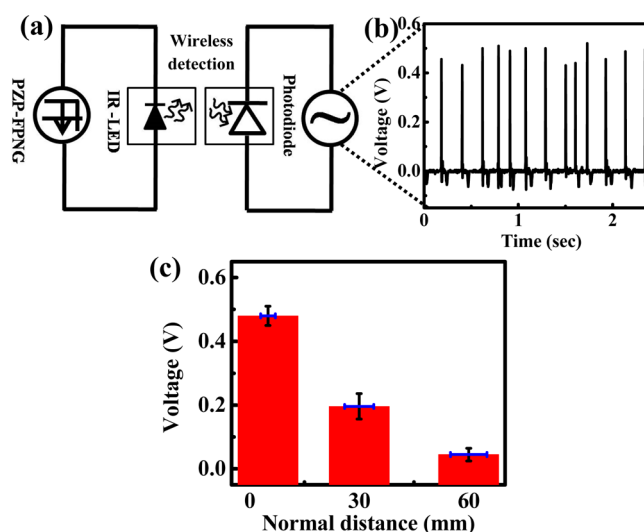 (a)
Wireless
detection
PZP-FPNG
IR-LED
Photodiode
(b)
Voltage (V)
0.6
0.4
0.2
0.0
0 1 2
Time (sec)
(c)
Voltage (V)
0.6
0.4
0.2
0.0
0 30 60
Normal distance (mm)